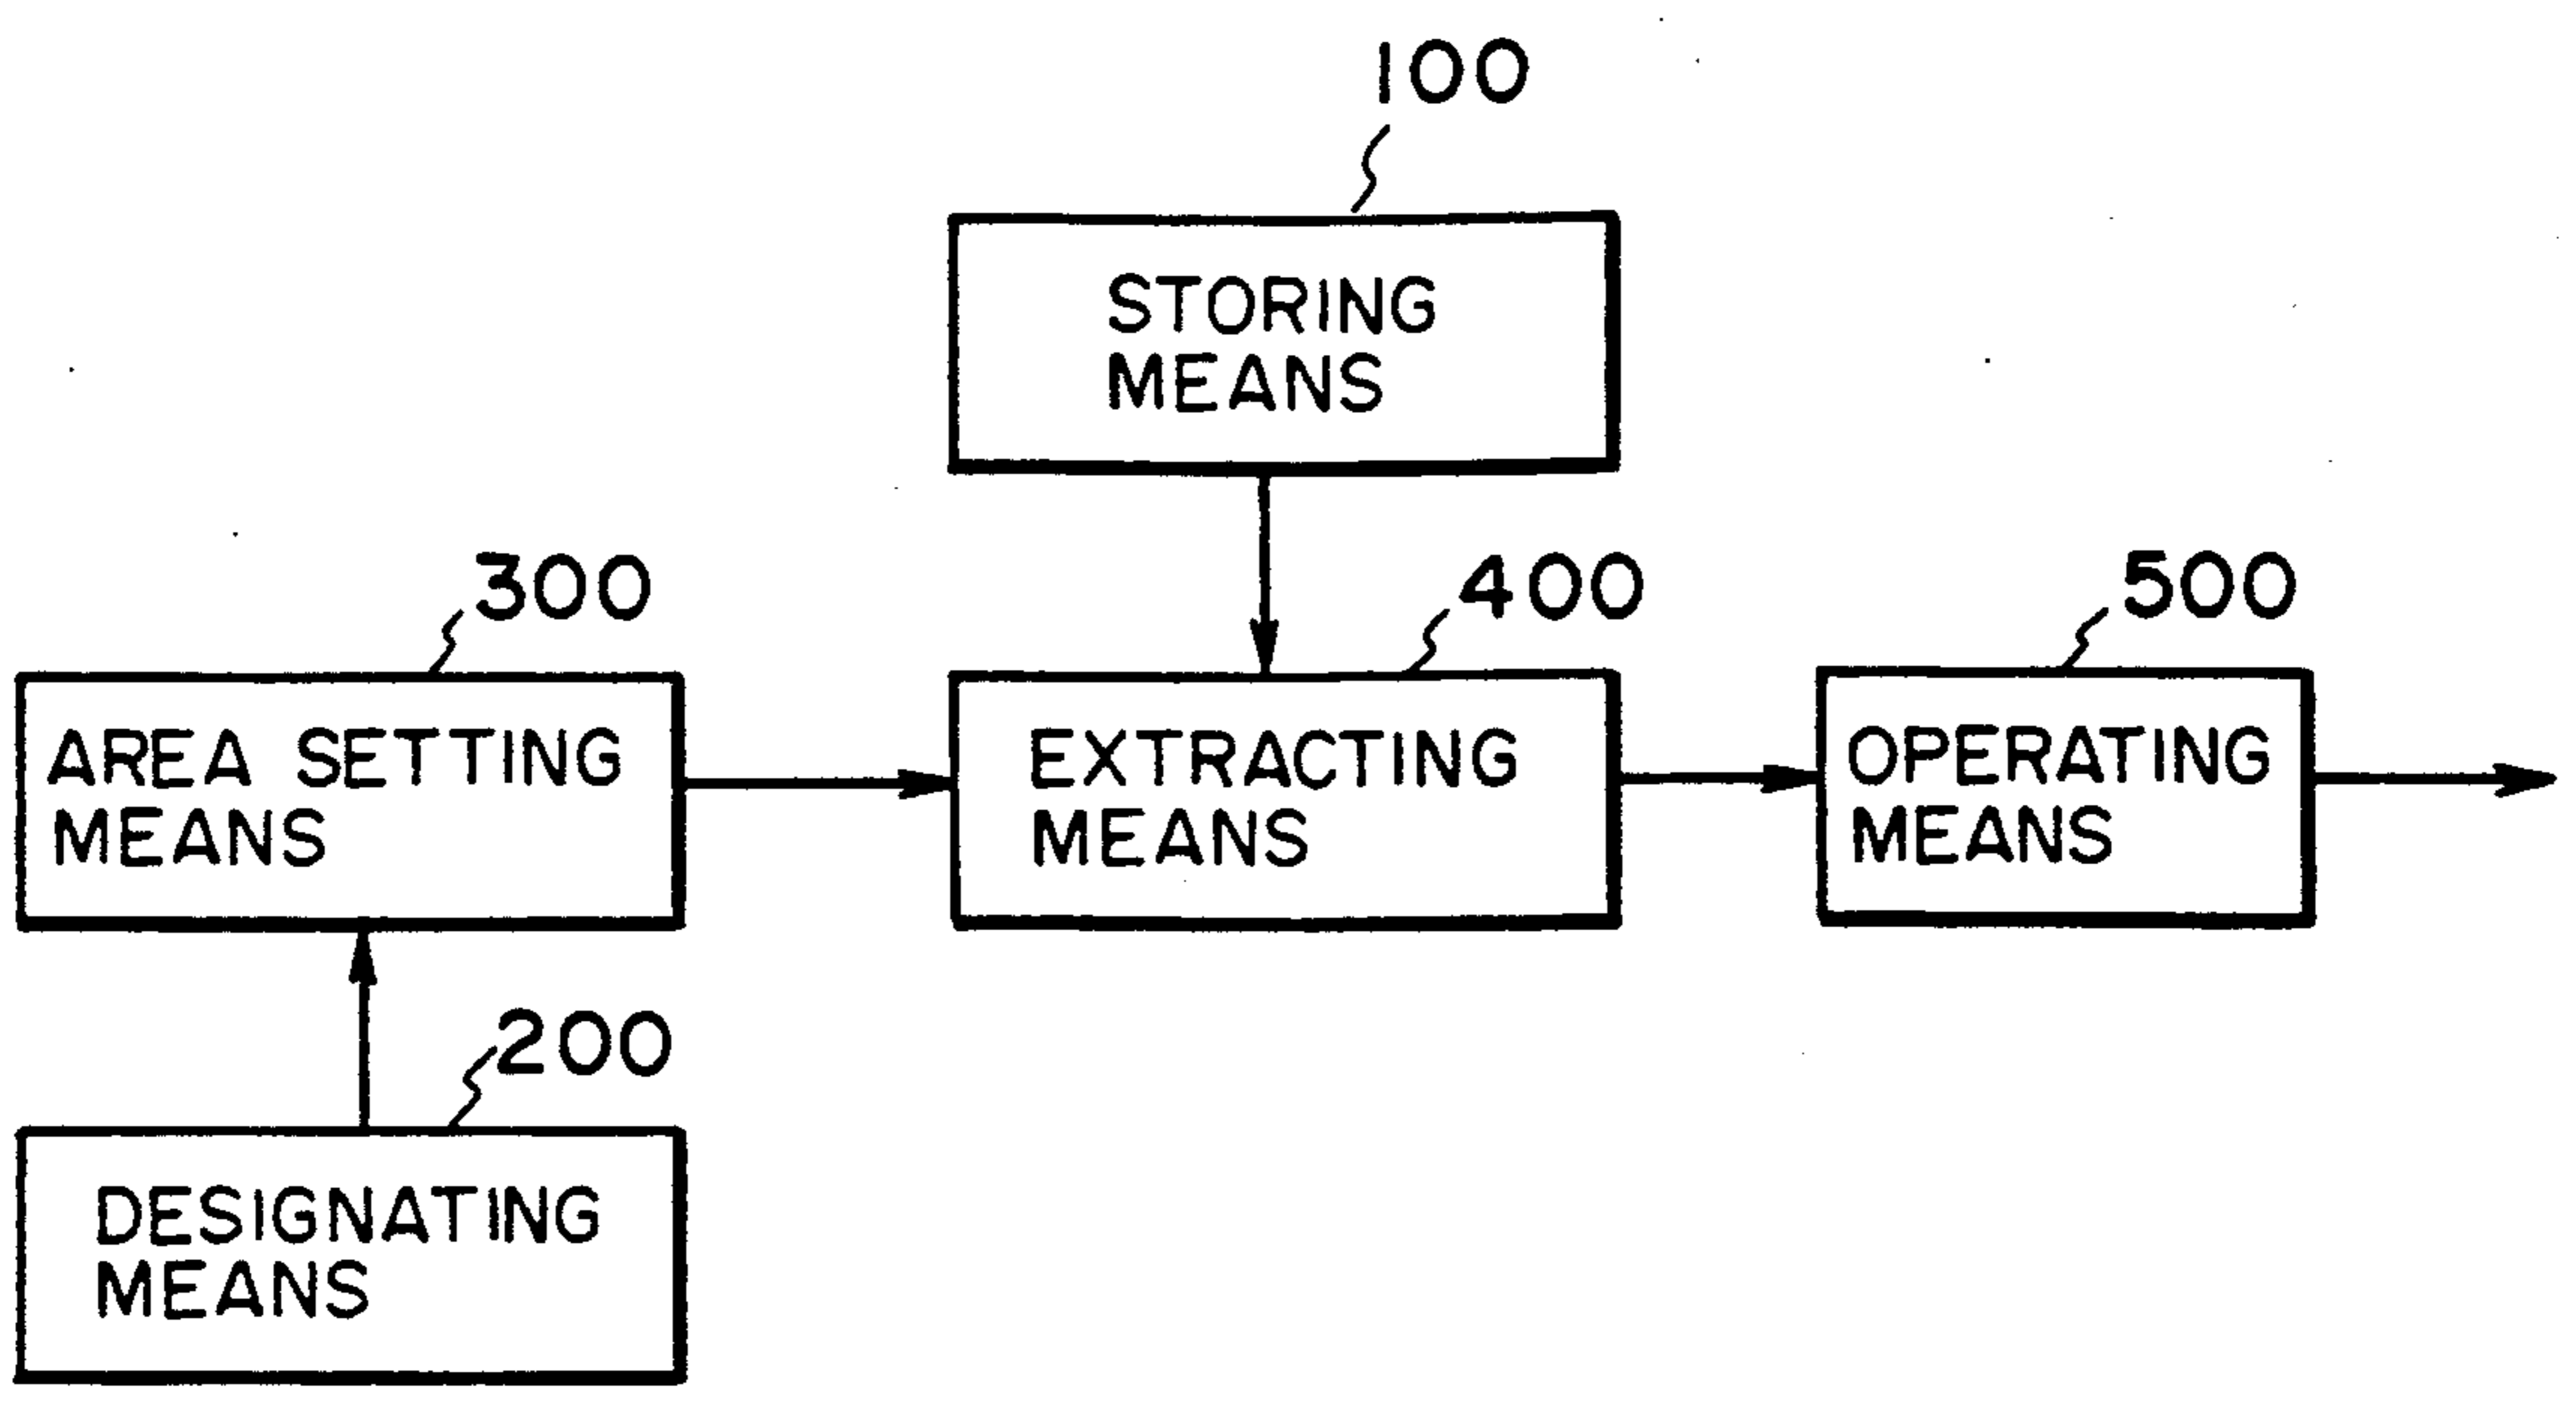 100
STORING
MEANS
300
AREA SETTING
MEANS
400
EXTRACTING
MEANS
500
OPERATING
MEANS
200
DESIGNATING
MEANS